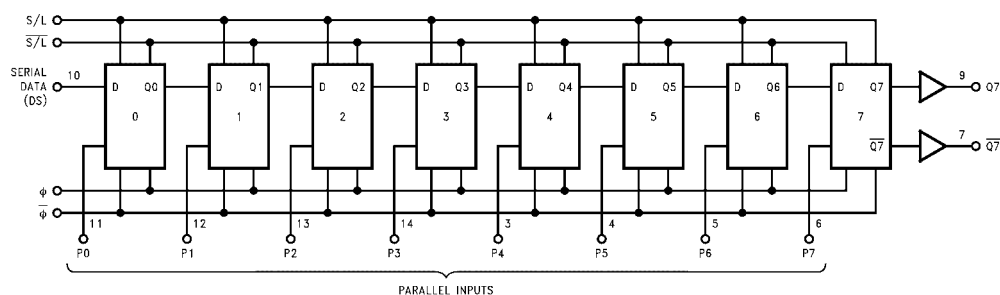 S/L
S/L
SERIAL DATA (DS)
10
D Q0 D Q1 D Q2 D Q3 D Q4 D Q5 D Q6 D Q7
9
Q7
0 1 2 3 4 5 6 7
Q7
7
Q7
ϕ
ϕ
11 12 13 14 3 4 5 6
P0 P1 P2 P3 P4 P5 P6 P7
PARALLEL INPUTS